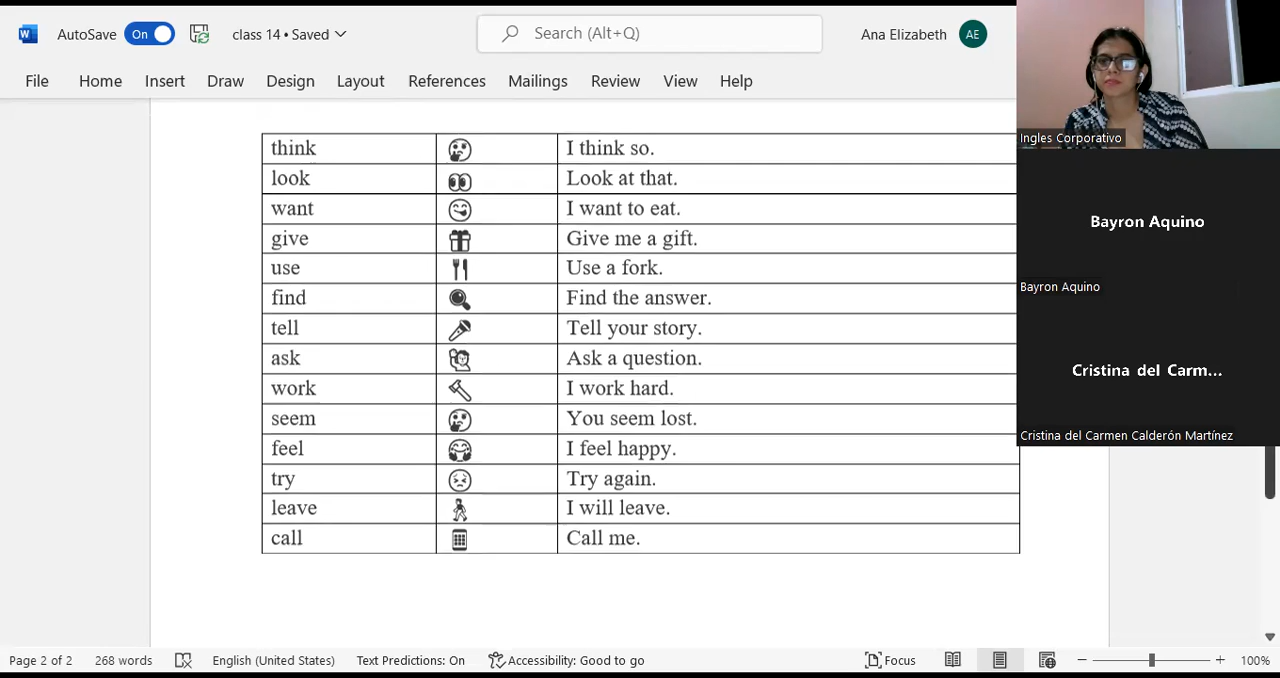 AutoSave On class 14 • Saved Search (Alt+Q) Ana Elizabeth AE
File Home Insert Draw Design Layout References Mailings Review View Help
think I think so.
look Look at that.
want I want to eat.
give Give me a gift.
use Use a fork.
find Find the answer.
tell Tell your story.
ask Ask a question.
work I work hard.
seem You seem lost.
feel I feel happy.
try Try again.
leave I will leave.
call Call me.
Ingles Corporativo
Bayron Aquino
Bayron Aquino
Cristina del Carm...
Cristina del Carmen Calderón Martínez
Page 2 of 2 268 words English (United States) Text Predictions: On Accessibility: Good to go Focus 100%